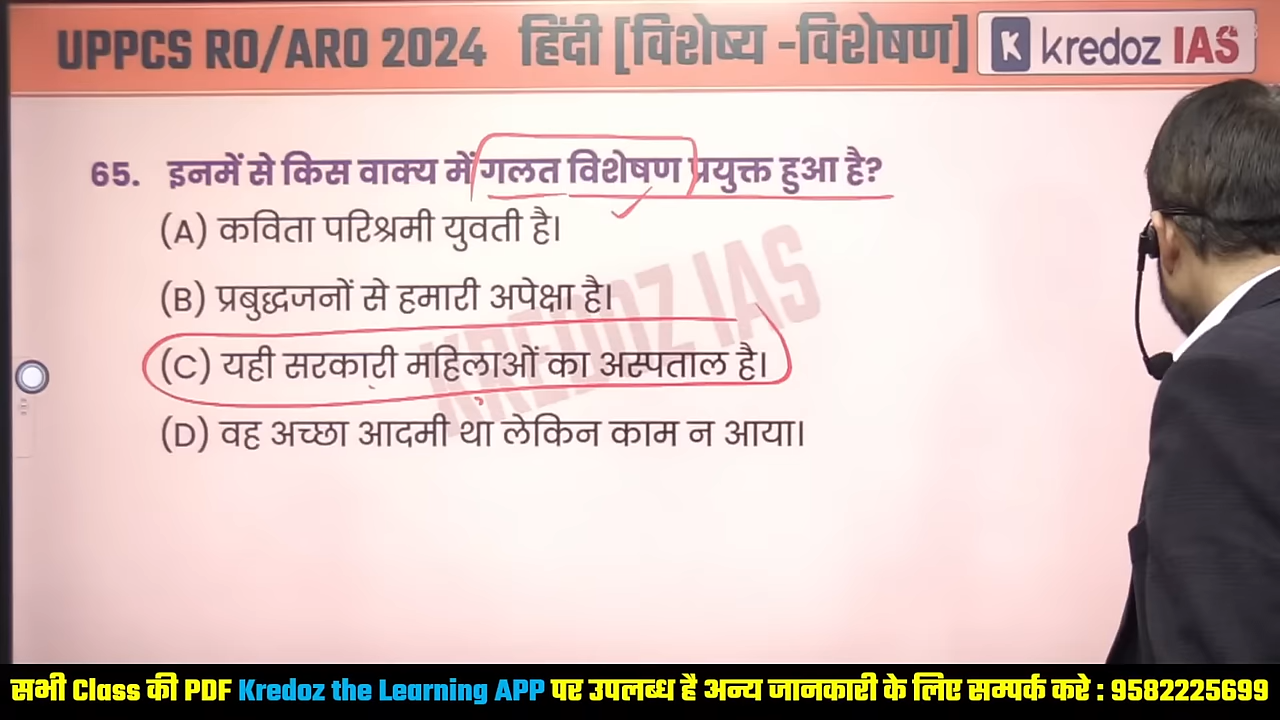 UPPCS RO/ARO 2024 हिंदी [विशेष्य -विशेषण] K kredoz IAS
65. इनमें से किस वाक्य में गलत विशेषण प्रयुक्त हुआ है?
(A) कविता परिश्रमी युवती है।
(B) प्रबुद्धजनों से हमारी अपेक्षा है।
(C) यही सरकारी महिलाओं का अस्पताल है।
(D) वह अच्छा आदमी था लेकिन काम न आया।
KREDOZ IAS
सभी Class की PDF Kredoz the Learning APP पर उपलब्ध है अन्य जानकारी के लिए सम्पर्क करे : 9582225699